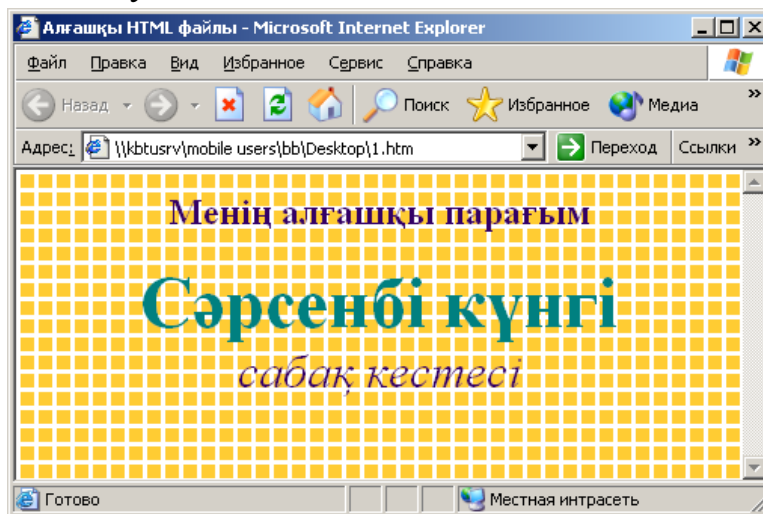 Алғашқы HTML файлы - Microsoft Internet Explorer
Файл Правка Вид Избранное Сервис Справка
Назад Поиск Избранное Медиа »
Адрес: \\kbtusrv\mobile users\bb\Desktop\1.htm Переход Ссылки »
Менің алғашқы парағым
Сәрсенбі күнгі
сабақ кестесі
Готово Местная интрасеть